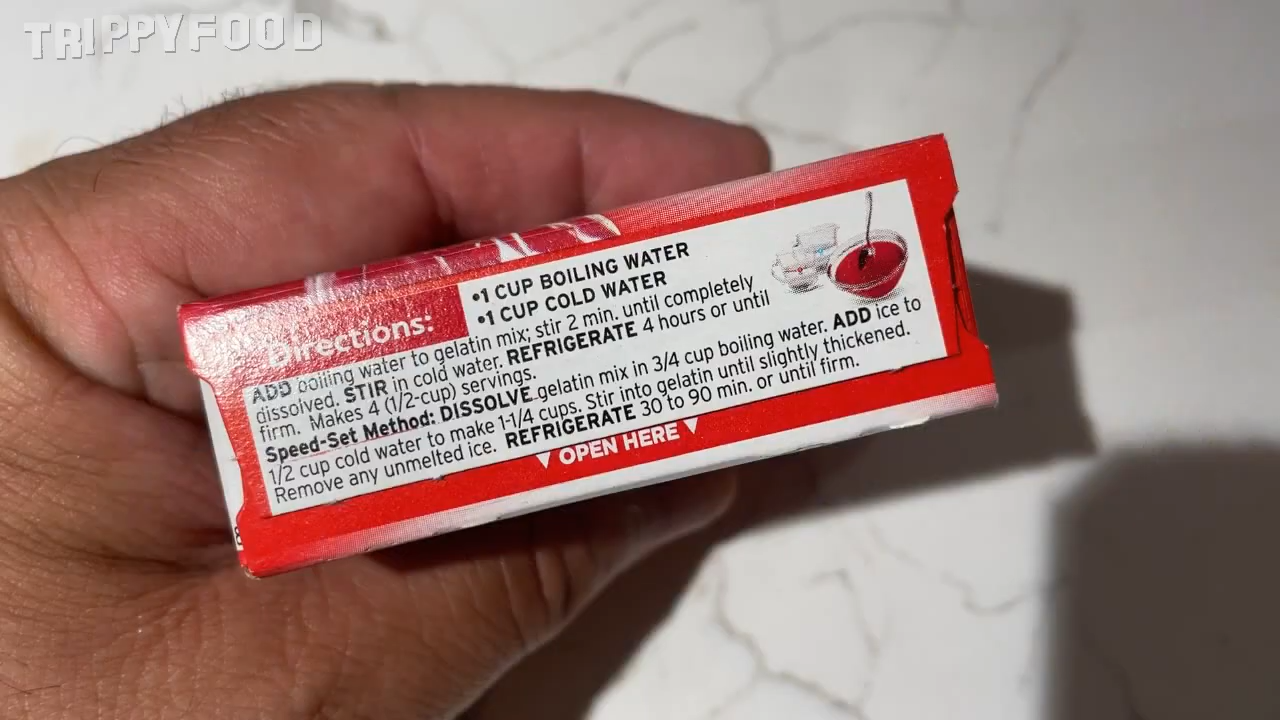 TRIPPYFOOD
Directions:
•1 CUP BOILING WATER
•1 CUP COLD WATER
ADD boiling water to gelatin mix; stir 2 min. until completely
dissolved. STIR in cold water. REFRIGERATE 4 hours or until
firm. Makes 4 (1/2-cup) servings.
Speed-Set Method: DISSOLVE gelatin mix in 3/4 cup boiling water. ADD ice to
1/2 cup cold water to make 1-1/4 cups. Stir into gelatin until slightly thickened.
Remove any unmelted ice. REFRIGERATE 30 to 90 min. or until firm.
OPEN HERE